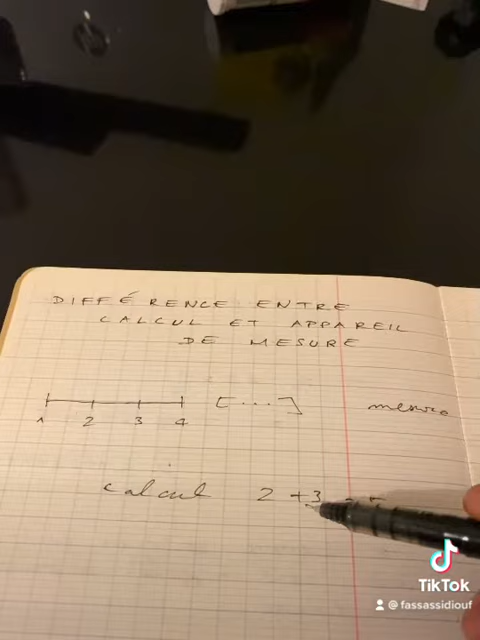 DIFFÉRENCE ENTRE
CALCUL ET APPAREIL
DE MESURE
1 2 3 4 [...] mesure
calcul 2 +3
TikTok
@fassassidiouf